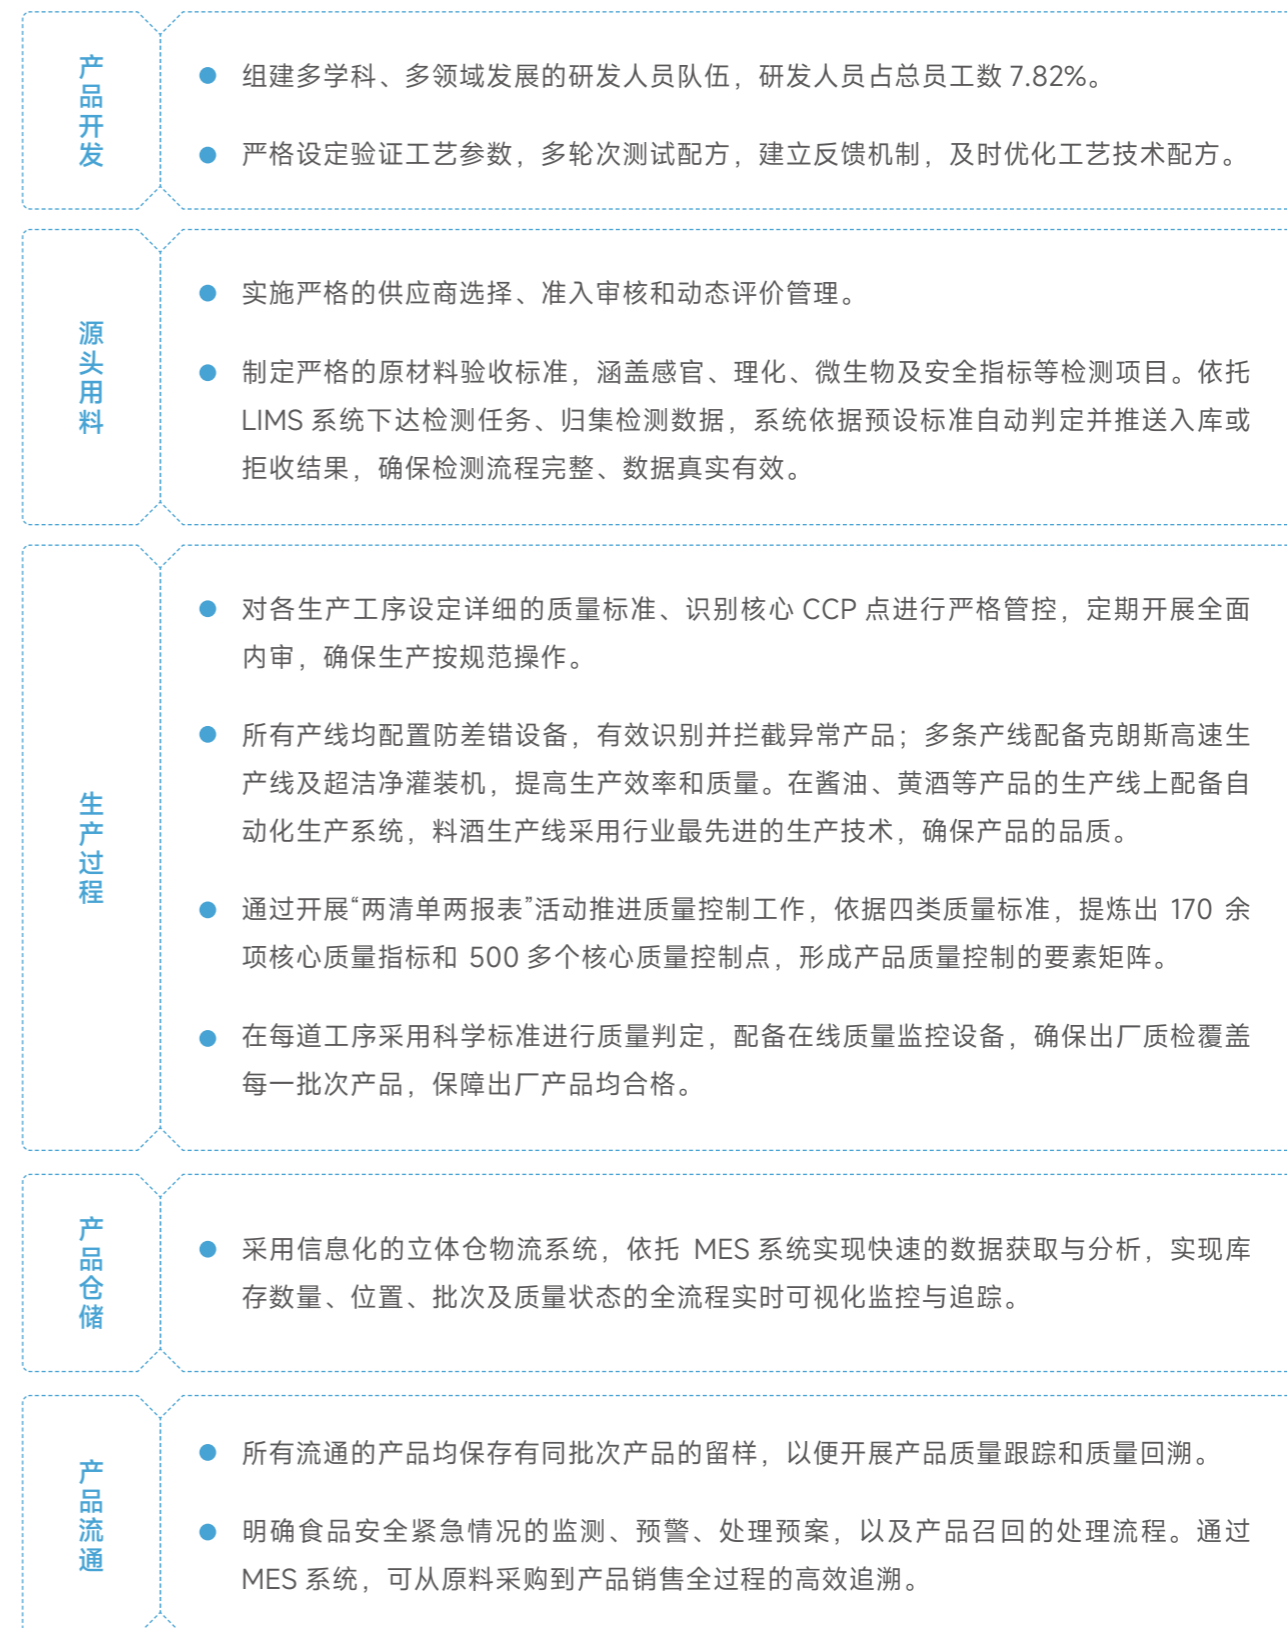 产品开发
组建多学科、多领域发展的研发人员队伍，研发人员占总员工数 7.82%。
严格设定验证工艺参数，多轮次测试配方，建立反馈机制，及时优化工艺技术配方。
源头用料
实施严格的供应商选择、准入审核和动态评价管理。
制定严格的原材料验收标准，涵盖感官、理化、微生物及安全指标等检测项目。依托
LIMS 系统下达检测任务、归集检测数据，系统依据预设标准自动判定并推送入库或
拒收结果，确保检测流程完整、数据真实有效。
生产过程
对各生产工序设定详细的质量标准、识别核心 CCP 点进行严格管控，定期开展全面
内审，确保生产按规范操作。
所有产线均配置防差错设备，有效识别并拦截异常产品；多条产线配备克朗斯高速生
产线及超洁净灌装机，提高生产效率和质量。在酱油、黄酒等产品的生产线上配备自
动化生产系统，料酒生产线采用行业最先进的生产技术，确保产品的品质。
通过开展“两清单两报表”活动推进质量控制工作，依据四类质量标准，提炼出 170 余
项核心质量指标和 500 多个核心质量控制点，形成产品质量控制的要素矩阵。
在每道工序采用科学标准进行质量判定，配备在线质量监控设备，确保出厂质检覆盖
每一批次产品，保障出厂产品均合格。
产品仓储
采用信息化的立体仓物流系统，依托 MES 系统实现快速的数据获取与分析，实现库
存数量、位置、批次及质量状态的全流程实时可视化监控与追踪。
产品流通
所有流通的产品均保存有同批次产品的留样，以便开展产品质量跟踪和质量回溯。
明确食品安全紧急情况的监测、预警、处理预案，以及产品召回的处理流程。通过
MES 系统，可从原料采购到产品销售全过程的高效追溯。